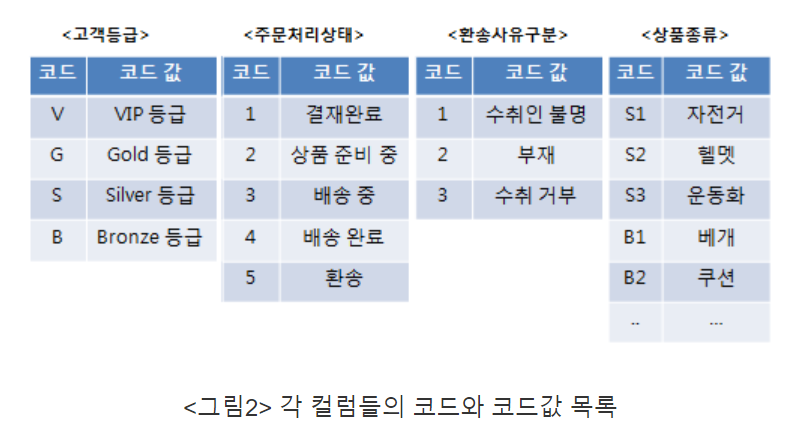 <고객등급> <주문처리상태> <환송사유구분> <상품종류>
코드 코드 값 코드 코드 값 코드 코드 값 코드 코드 값
V VIP 등급 1 결재완료 1 수취인 불명 S1 자전거
G Gold 등급 2 상품 준비 중 2 부재 S2 헬멧
S Silver 등급 3 배송 중 3 수취 거부 S3 운동화
B Bronze 등급 4 배송 완료 B1 베개
5 환송 B2 쿠션
.. ...
<그림2> 각 컬럼들의 코드와 코드값 목록